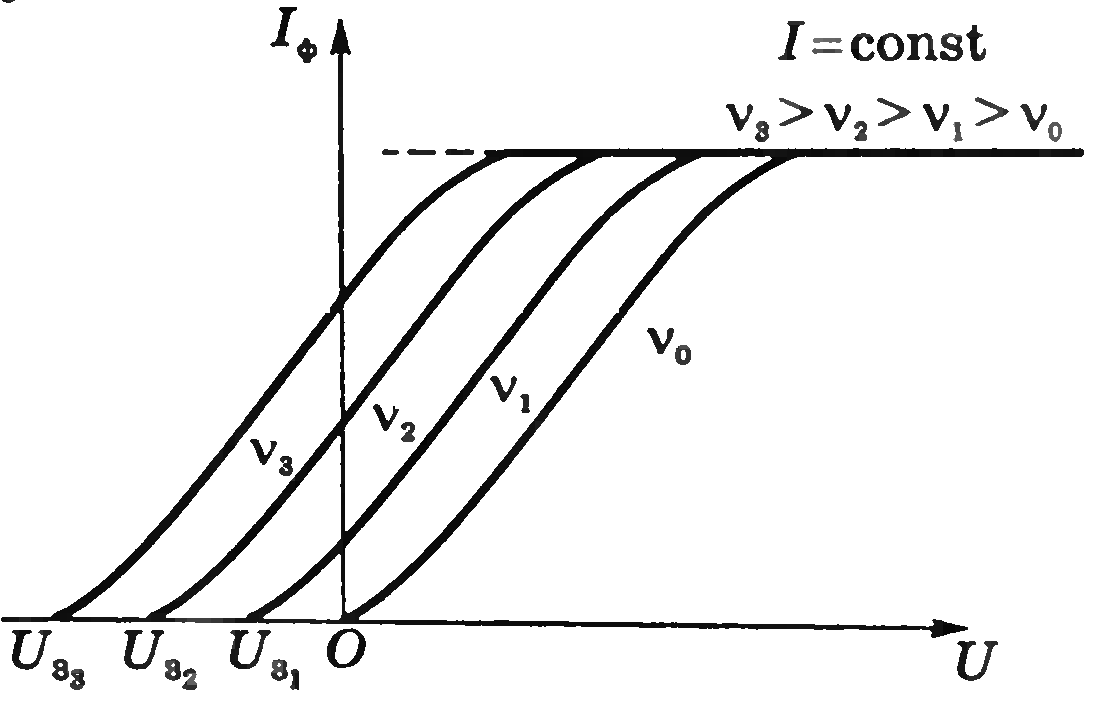 I_ф
I = const
ν₃ > ν₂ > ν₁ > ν₀
ν₀
ν₁
ν₂
ν₃
U_з₃ U_з₂ U_з₁ O U